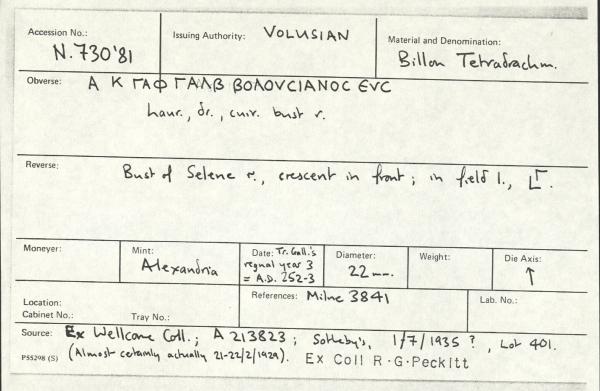 Accession No.: N.730'81
Issuing Authority: VOLUSIAN
Material and Denomination: Billon Tetradrachm.
Obverse: Α Κ ΓΑΦ ΓΑΛΒ ΒΟΛΟVCΙΑΝΟC ЄVC
laur., dr., cuir. bust r.
Reverse: Bust of Selene r., crescent in front; in field l., LΓ.
Moneyer:
Mint: Alexandria
Date: Tr. Gall.'s
regnal year 3
= A.D. 252-3
Diameter: 22 mm.
Weight:
Die Axis: ↑
Location:
Cabinet No.: Tray No.:
References: Milne 3841
Lab. No.:
Source: Ex Wellcome Coll.; A 213823; Sotheby's, 1/7/1935 ?, Lot 401.
P55298 (S) (Almost certainly actually 21-22/2/1929). Ex Coll R.G.Peckitt